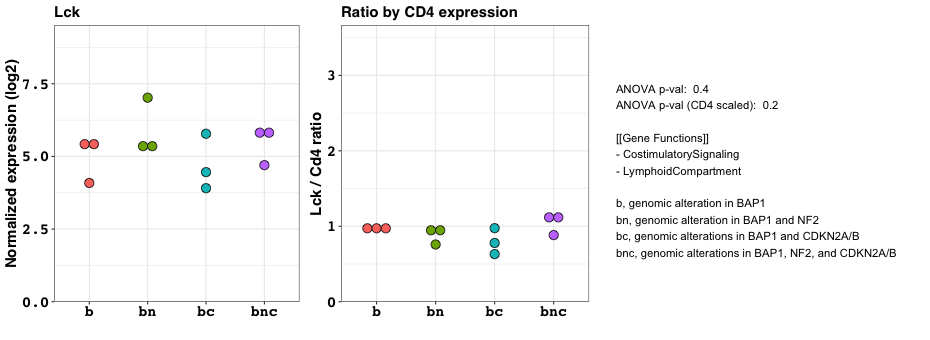 Lck
Normalized expression (log2)
7.5
5.0
2.5
0.0
b bn bc bnc
Ratio by CD4 expression
Lck / Cd4 ratio
3
2
1
0
b bn bc bnc
ANOVA p-val: 0.4
ANOVA p-val (CD4 scaled): 0.2
[[Gene Functions]]
- CostimulatorySignaling
- LymphoidCompartment
b, genomic alteration in BAP1
bn, genomic alteration in BAP1 and NF2
bc, genomic alterations in BAP1 and CDKN2A/B
bnc, genomic alterations in BAP1, NF2, and CDKN2A/B